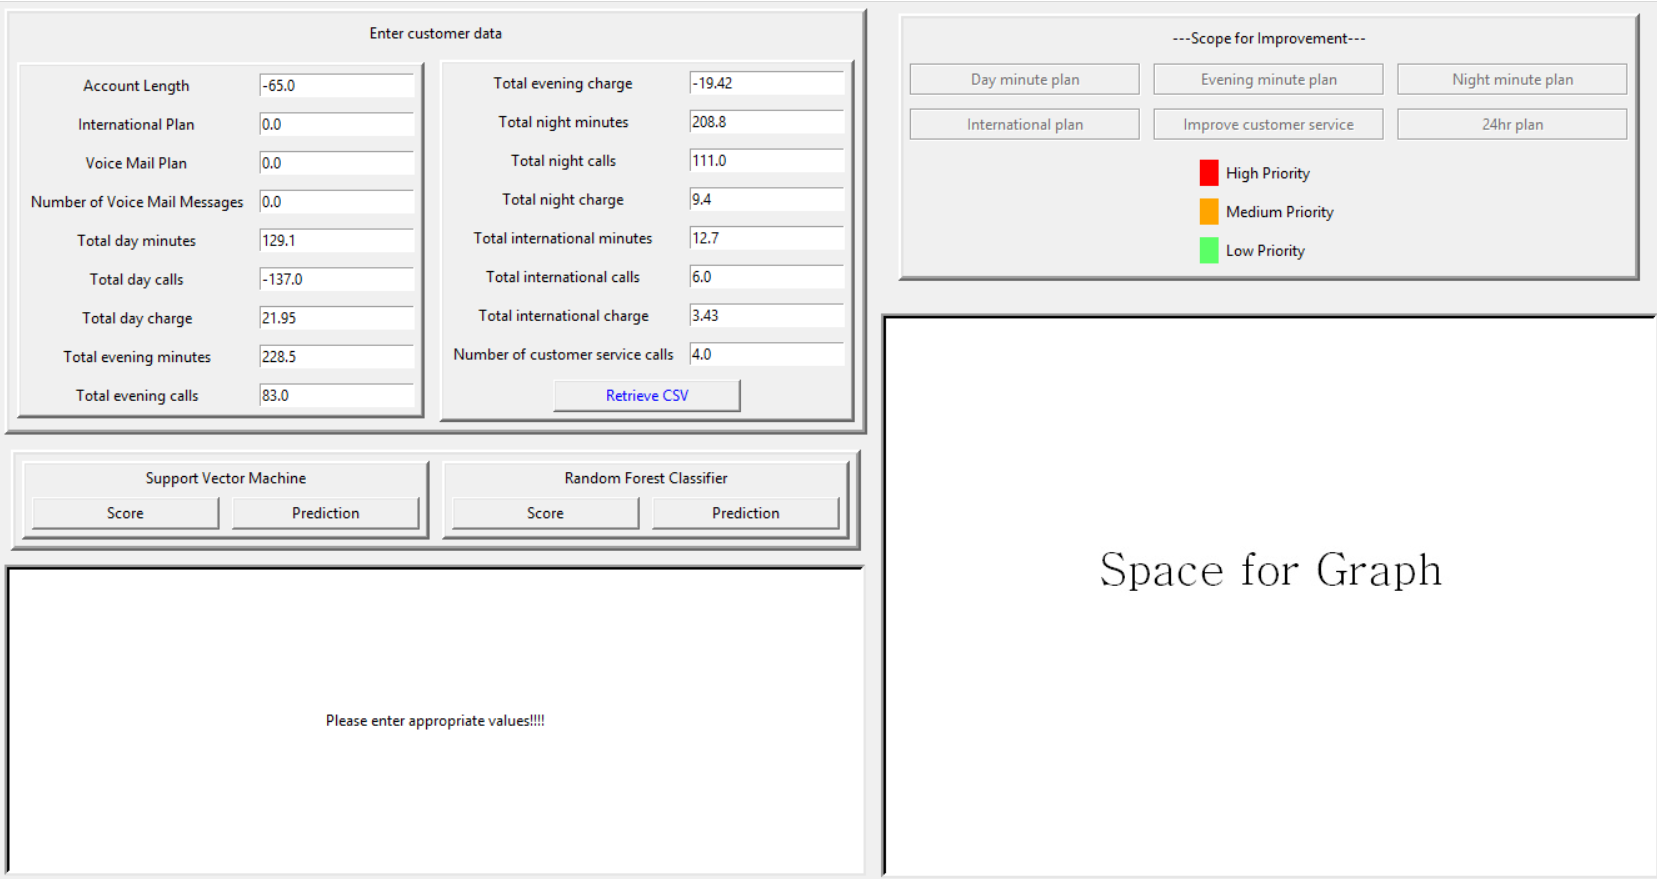 Enter customer data
Account Length -65.0
International Plan 0.0
Voice Mail Plan 0.0
Number of Voice Mail Messages 0.0
Total day minutes 129.1
Total day calls -137.0
Total day charge 21.95
Total evening minutes 228.5
Total evening calls 83.0
Total evening charge -19.42
Total night minutes 208.8
Total night calls 111.0
Total night charge 9.4
Total international minutes 12.7
Total international calls 6.0
Total international charge 3.43
Number of customer service calls 4.0
Retrieve CSV
Support Vector Machine
Score Prediction
Random Forest Classifier
Score Prediction
Please enter appropriate values!!!!
---Scope for Improvement---
Day minute plan Evening minute plan Night minute plan
International plan Improve customer service 24hr plan
High Priority
Medium Priority
Low Priority
Space for Graph